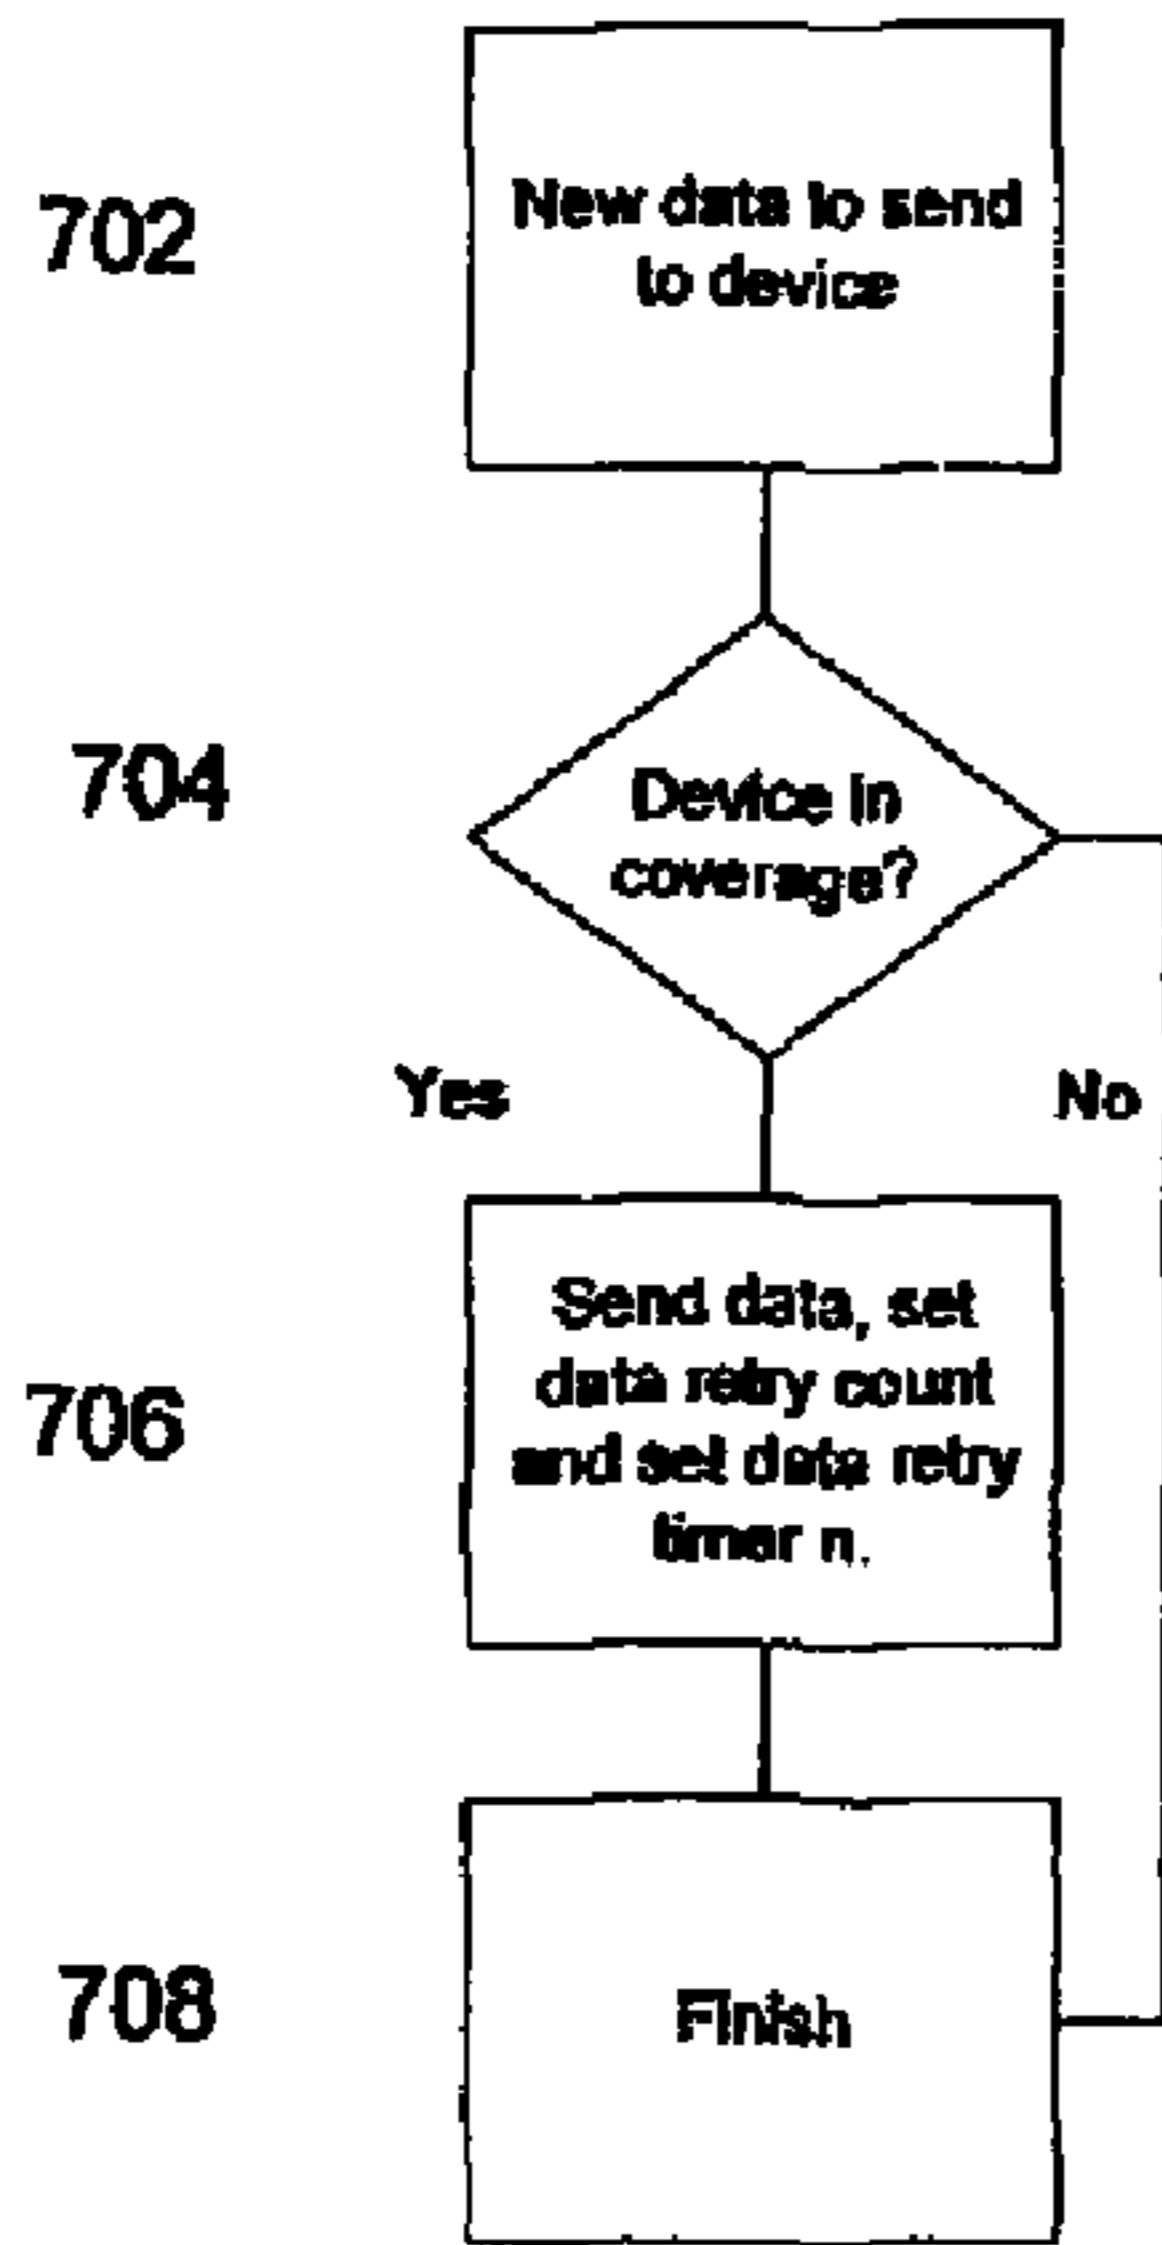 702
New data to send
to device
704
Device in
coverage?
Yes
No
706
Send data, set
data retry count
and set data retry
timer n.
708
Finish